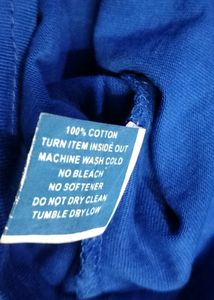 100% COTTON
TURN ITEM INSIDE OUT
MACHINE WASH COLD
NO BLEACH
NO SOFTENER
DO NOT DRY CLEAN
TUMBLE DRY LOW